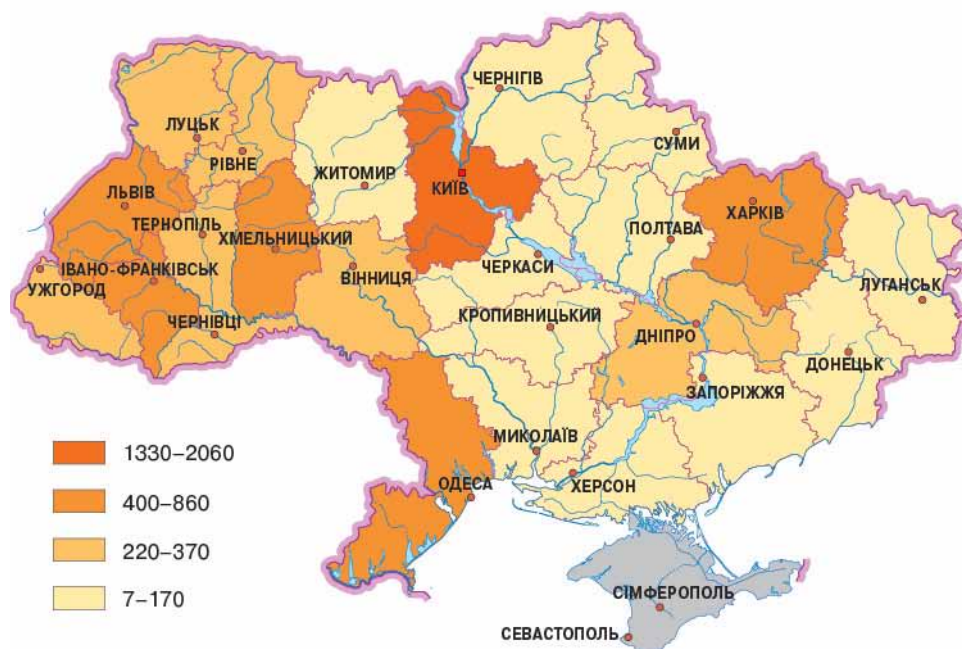 ЧЕРНІГІВ
ЛУЦЬК
РІВНЕ
СУМИ
ЖИТОМИР
КИЇВ
ЛЬВІВ
ХАРКІВ
ТЕРНОПІЛЬ
ХМЕЛЬНИЦЬКИЙ
ПОЛТАВА
ЧЕРКАСИ
ІВАНО-ФРАНКІВСЬК
ВІННИЦЯ
УЖГОРОД
ЛУГАНСЬК
КРОПИВНИЦЬКИЙ
ЧЕРНІВЦІ
ДНІПРО
ДОНЕЦЬК
ЗАПОРІЖЖЯ
МИКОЛАЇВ
1330–2060
ОДЕСА
ХЕРСОН
400–860
220–370
7–170
СІМФЕРОПОЛЬ
СЕВАСТОПОЛЬ